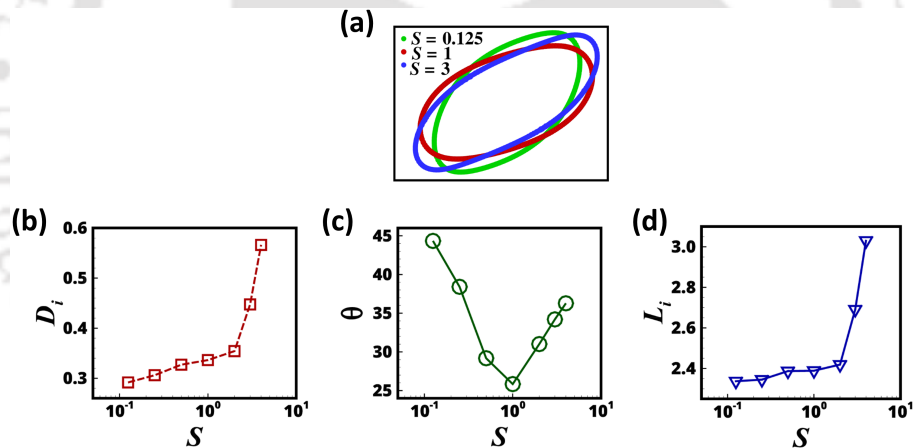 (a)
S = 0.125
S = 1
S = 3
(b)
0.6
0.5
0.4
0.3
D_i
10^-1
10^0
10^1
S
(c)
45
40
35
30
25
θ
10^-1
10^0
10^1
S
(d)
3.0
2.8
2.6
2.4
L_i
10^-1
10^0
10^1
S